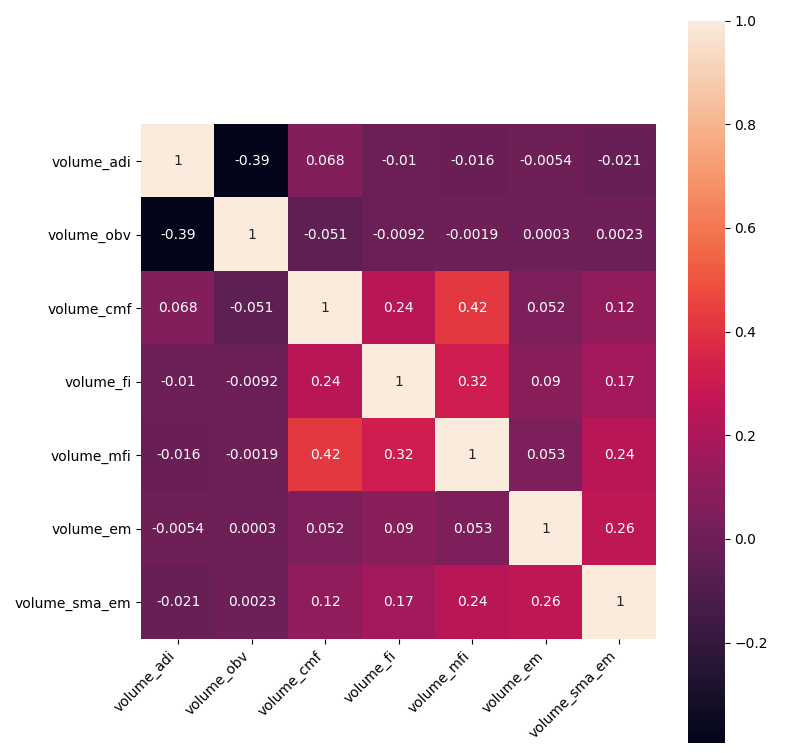 volume_adi 1 -0.39 0.068 -0.01 -0.016 -0.0054 -0.021
volume_obv -0.39 1 -0.051 -0.0092 -0.0019 0.0003 0.0023
volume_cmf 0.068 -0.051 1 0.24 0.42 0.052 0.12
volume_fi -0.01 -0.0092 0.24 1 0.32 0.09 0.17
volume_mfi -0.016 -0.0019 0.42 0.32 1 0.053 0.24
volume_em -0.0054 0.0003 0.052 0.09 0.053 1 0.26
volume_sma_em -0.021 0.0023 0.12 0.17 0.24 0.26 1
volume_adi volume_obv volume_cmf volume_fi volume_mfi volume_em volume_sma_em
1.0
0.8
0.6
0.4
0.2
0.0
−0.2